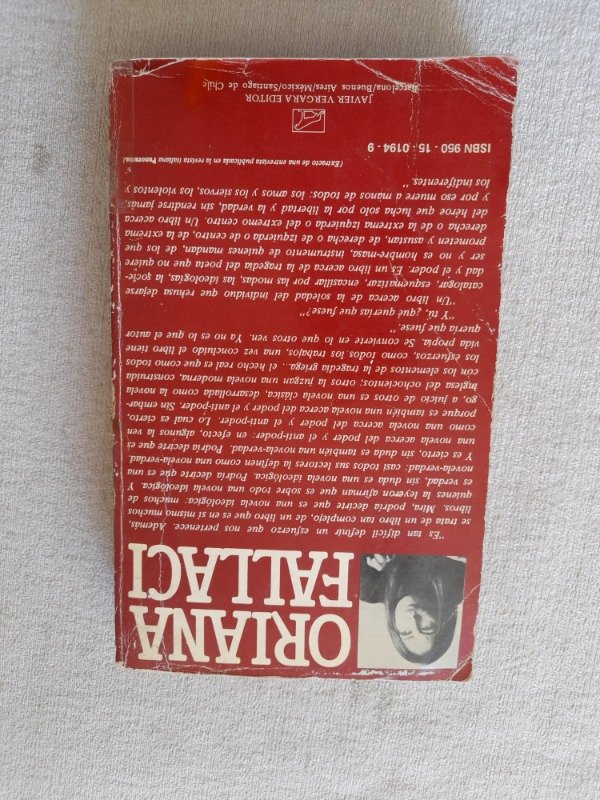 ORIANA
FALLACI
"Es tan difícil definir un esfuerzo que nos pertenece. Además,
se trata de un libro tan complejo, de un libro que es en sí mismo muchos
libros. Mira, podría decirte que es una novela ideológica: muchos de
quienes la leyeron afirman que es sobre todo una novela ideológica. Y
es verdad, sin duda es una novela ideológica. Podría decirte que es una
novela-verdad: casi todos sus lectores la definen como una novela-verdad.
Y es cierto, sin duda es también una novela-verdad. Podría decirte que es
una novela acerca del poder y el anti-poder: en efecto, algunos la ven
como una novela acerca del poder y el anti-poder. Lo cual es cierto,
porque es también una novela acerca del poder y el anti-poder. Sin embar-
go, a juicio de otros es una novela clásica, desarrollada como la novela
inglesa del ochocientos; otros la juzgan una novela moderna, construida
con los elementos de la tragedia griega... el hecho real es que como todos
los esfuerzos, como todos los trabajos, una vez concluido el libro tiene
vida propia. Se convierte en lo que otros ven. Ya no es lo que el autor
quería que fuese."
"Y tú, ¿qué querías que fuese?"
"Un libro acerca de la soledad del individuo que rehusa dejarse
catalogar, esquematizar, encasillar por las modas, las ideologías, la socie-
dad y el poder. Es un libro acerca de la tragedia del poeta que no quiere
ser y no es hombre-masa, instrumento de quienes mandan, de los que
prometen y asustan, de derecha o de izquierda o de centro, de la extrema
derecha o de la extrema izquierda o del extremo centro. Un libro acerca
del héroe que lucha solo por la libertad y la verdad, sin rendirse jamás,
y por eso muere a manos de todos: los amos y los siervos, los violentos y
los indiferentes."
(Extracto de una entrevista publicada en la revista italiana Panorama)
ISBN 950 - 15 - 0194 - 9
JAVIER VERGARA EDITOR
Barcelona/Buenos Aires/México/Santiago de Chile